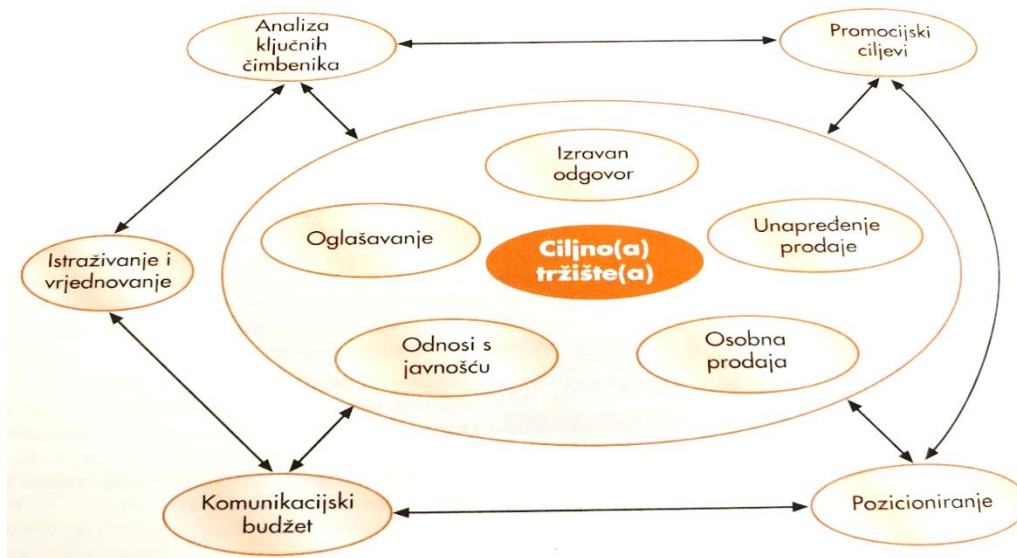 Analiza
ključnih
čimbenika
Promocijski
ciljevi
Izravan
odgovor
Oglašavanje
Unapređenje
prodaje
Ciljno(a)
tržište(a)
Istraživanje i
vrjednovanje
Odnosi s
javnošću
Osobna
prodaja
Komunikacijski
budžet
Pozicioniranje